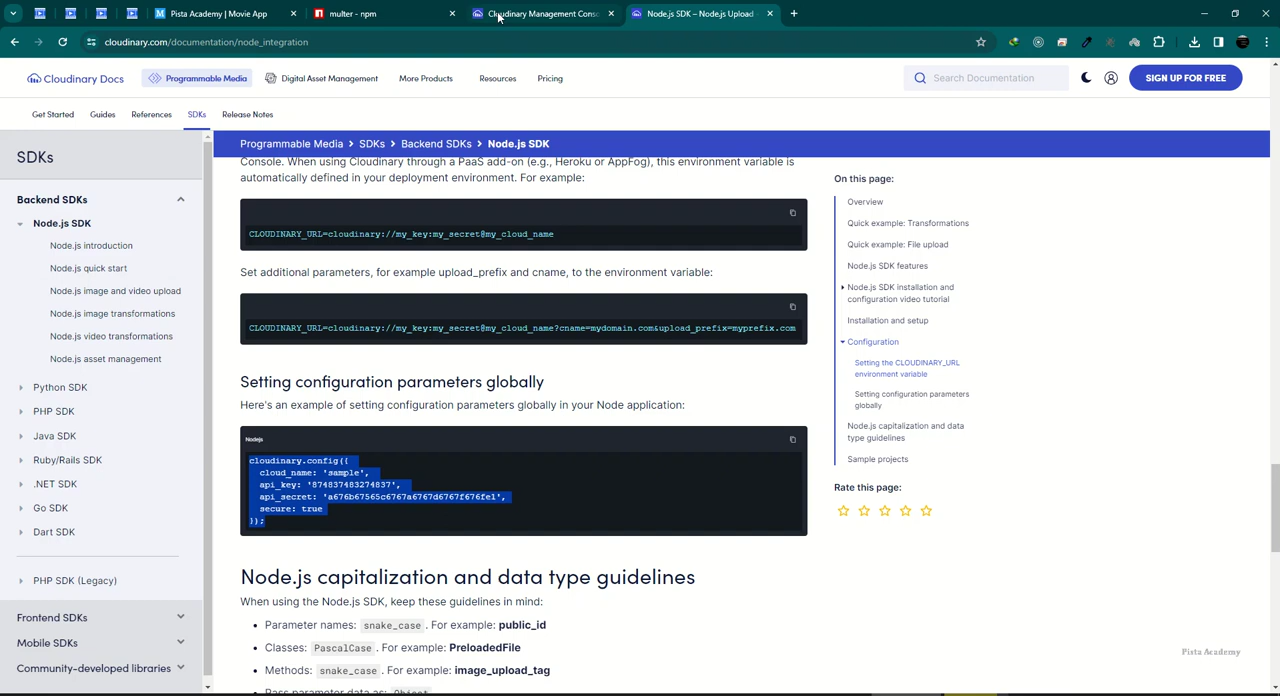 Pista Academy | Movie App
multer - npm
Cloudinary Management Conso
Node.js SDK – Node.js Upload
cloudinary.com/documentation/node_integration
Cloudinary Docs
Programmable Media
Digital Asset Management
More Products
Resources
Pricing
Search Documentation
SIGN UP FOR FREE
Get Started
Guides
References
SDKs
Release Notes
SDKs
Backend SDKs
Node.js SDK
Node.js introduction
Node.js quick start
Node.js image and video upload
Node.js image transformations
Node.js video transformations
Node.js asset management
Python SDK
PHP SDK
Java SDK
Ruby/Rails SDK
.NET SDK
Go SDK
Dart SDK
PHP SDK (Legacy)
Frontend SDKs
Mobile SDKs
Community-developed libraries
Programmable Media > SDKs > Backend SDKs > Node.js SDK
Console. When using Cloudinary through a PaaS add-on (e.g., Heroku or AppFog), this environment variable is
automatically defined in your deployment environment. For example:
CLOUDINARY_URL=cloudinary://my_key:my_secret@my_cloud_name
Set additional parameters, for example upload_prefix and cname, to the environment variable:
CLOUDINARY_URL=cloudinary://my_key:my_secret@my_cloud_name?cname=mydomain.com&upload_prefix=myprefix.com
Setting configuration parameters globally
Here's an example of setting configuration parameters globally in your Node application:
Nodejs
cloudinary.config({
cloud_name: 'sample',
api_key: '874837483274837',
api_secret: 'a676b67565c6767a6767d6767f676fe1',
secure: true
});
Node.js capitalization and data type guidelines
When using the Node.js SDK, keep these guidelines in mind:
• Parameter names: snake_case . For example: public_id
• Classes: PascalCase . For example: PreloadedFile
• Methods: snake_case . For example: image_upload_tag
• Pass parameter data as: Object
On this page:
Overview
Quick example: Transformations
Quick example: File upload
Node.js SDK features
Node.js SDK installation and
configuration video tutorial
Installation and setup
Configuration
Setting the CLOUDINARY_URL
environment variable
Setting configuration parameters
globally
Node.js capitalization and data
type guidelines
Sample projects
Rate this page:
Pista Academy